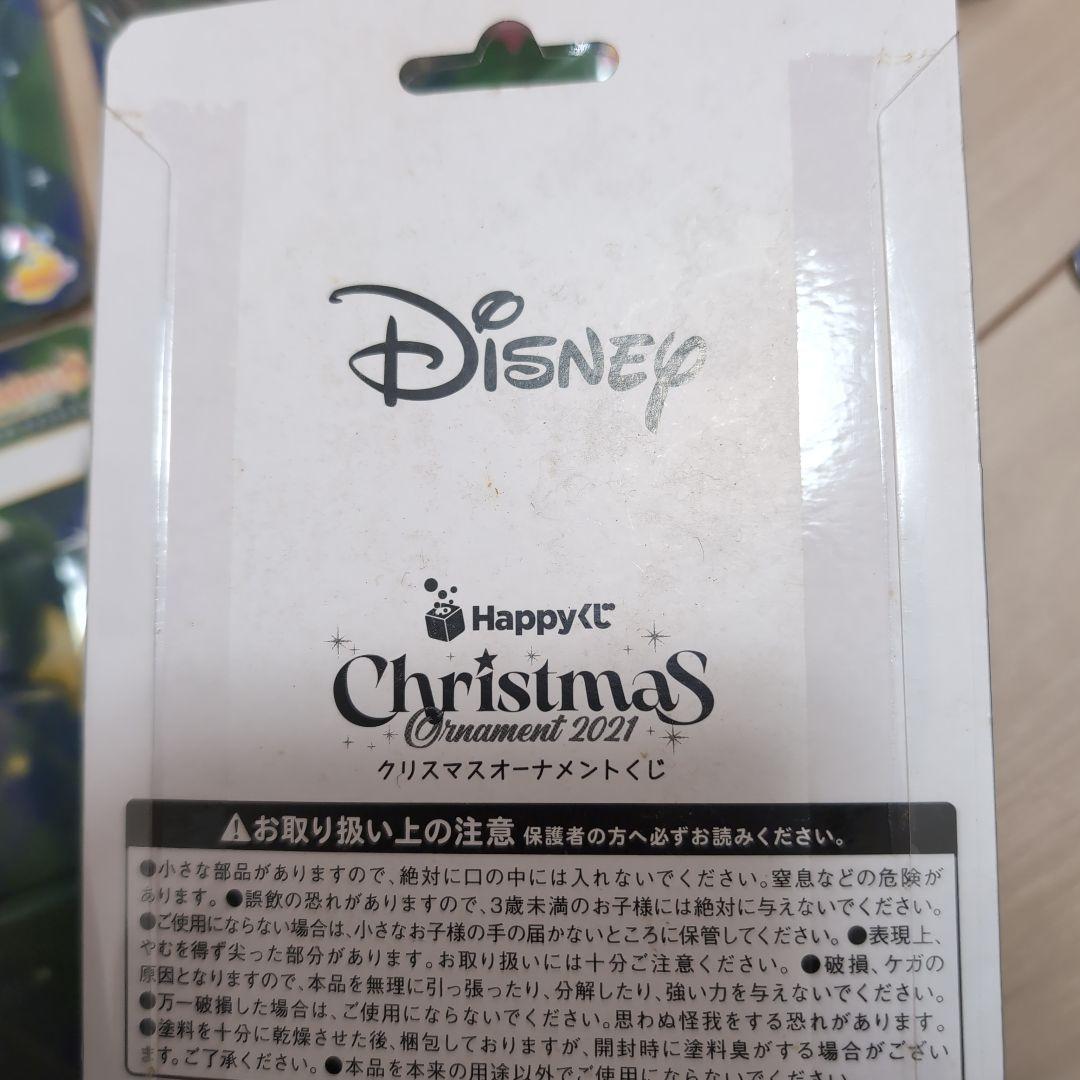 Disney
Happyくじ
Christmas
Ornament 2021
クリスマスオーナメントくじ
お取り扱い上の注意 保護者の方へ必ずお読みください。
●小さな部品がありますので、絶対に口の中には入れないでください。窒息などの危険が
あります。●誤飲の恐れがありますので、3歳未満のお子様には絶対に与えないでください。
●ご使用にならない場合は、小さなお子様の手の届かないところに保管してください。●表現上、
やむを得ず尖った部分があります。お取り扱いには十分ご注意ください。●破損、ケガの
原因となりますので、本品を無理に引っ張ったり、分解したり、強い力を与えないでください。
●万一破損した場合は、ご使用にならないでください。思わぬ怪我をする恐れがあります。
●塗料を十分に乾燥させた後、梱包しておりますが、開封時に塗料臭がする場合がござい
ます。ご了承ください。●本品を本来の用途以外でご使用にならないでください